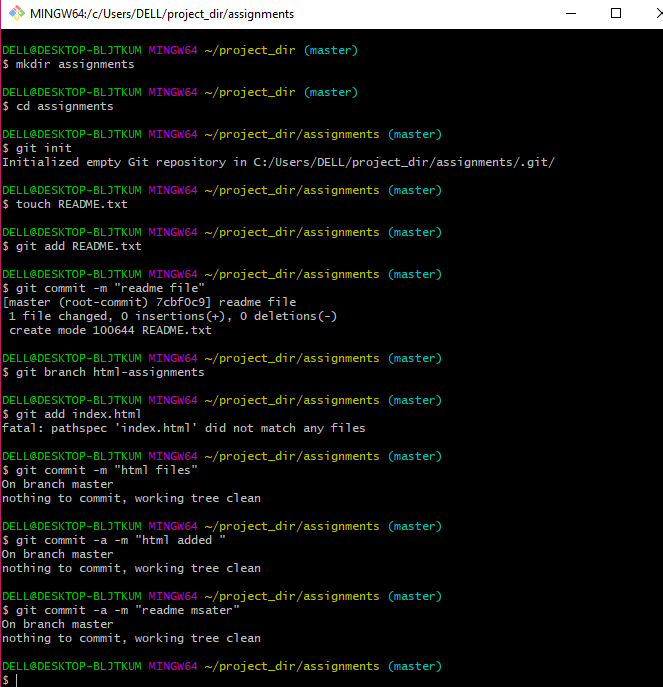 MINGW64:/c/Users/DELL/project_dir/assignments
DELL@DESKTOP-BLJTKUM MINGW64 ~/project_dir (master)
$ mkdir assignments
DELL@DESKTOP-BLJTKUM MINGW64 ~/project_dir (master)
$ cd assignments
DELL@DESKTOP-BLJTKUM MINGW64 ~/project_dir/assignments (master)
$ git init
Initialized empty Git repository in C:/Users/DELL/project_dir/assignments/.git/
DELL@DESKTOP-BLJTKUM MINGW64 ~/project_dir/assignments (master)
$ touch README.txt
DELL@DESKTOP-BLJTKUM MINGW64 ~/project_dir/assignments (master)
$ git add README.txt
DELL@DESKTOP-BLJTKUM MINGW64 ~/project_dir/assignments (master)
$ git commit -m "readme file"
[master (root-commit) 7cbf0c9] readme file
 1 file changed, 0 insertions(+), 0 deletions(-)
 create mode 100644 README.txt
DELL@DESKTOP-BLJTKUM MINGW64 ~/project_dir/assignments (master)
$ git branch html-assignments
DELL@DESKTOP-BLJTKUM MINGW64 ~/project_dir/assignments (master)
$ git add index.html
fatal: pathspec 'index.html' did not match any files
DELL@DESKTOP-BLJTKUM MINGW64 ~/project_dir/assignments (master)
$ git commit -m "html files"
On branch master
nothing to commit, working tree clean
DELL@DESKTOP-BLJTKUM MINGW64 ~/project_dir/assignments (master)
$ git commit -a -m "html added "
On branch master
nothing to commit, working tree clean
DELL@DESKTOP-BLJTKUM MINGW64 ~/project_dir/assignments (master)
$ git commit -a -m "readme msater"
On branch master
nothing to commit, working tree clean
DELL@DESKTOP-BLJTKUM MINGW64 ~/project_dir/assignments (master)
$